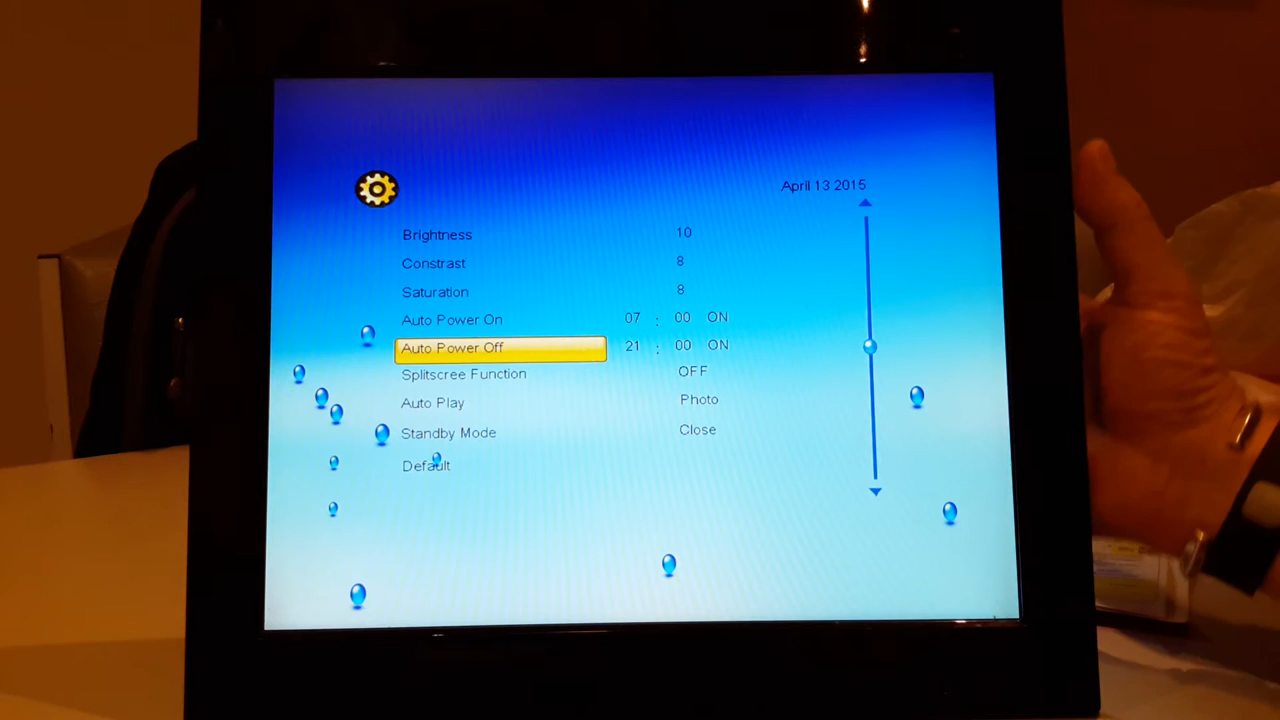 April 13 2015
Brightness 10
Constrast 8
Saturation 8
Auto Power On 07 : 00 ON
Auto Power Off 21 : 00 ON
Splitscree Function OFF
Auto Play Photo
Standby Mode Close
Default